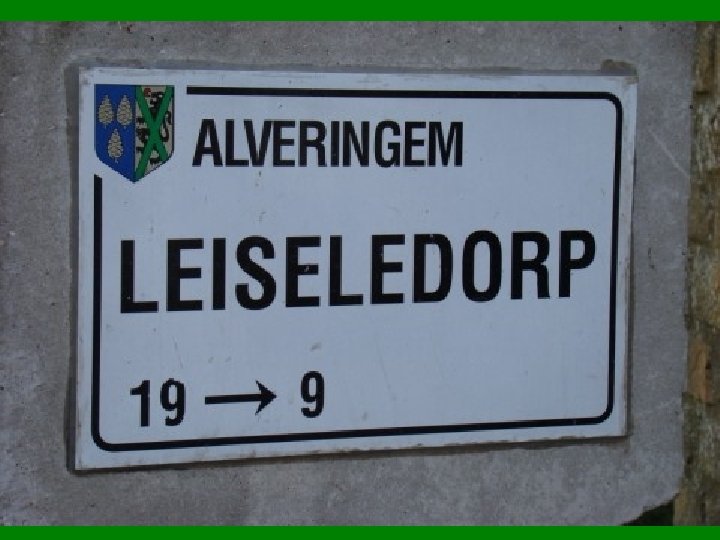 ALVERINGEM
LEISELEDORP
19 → 9